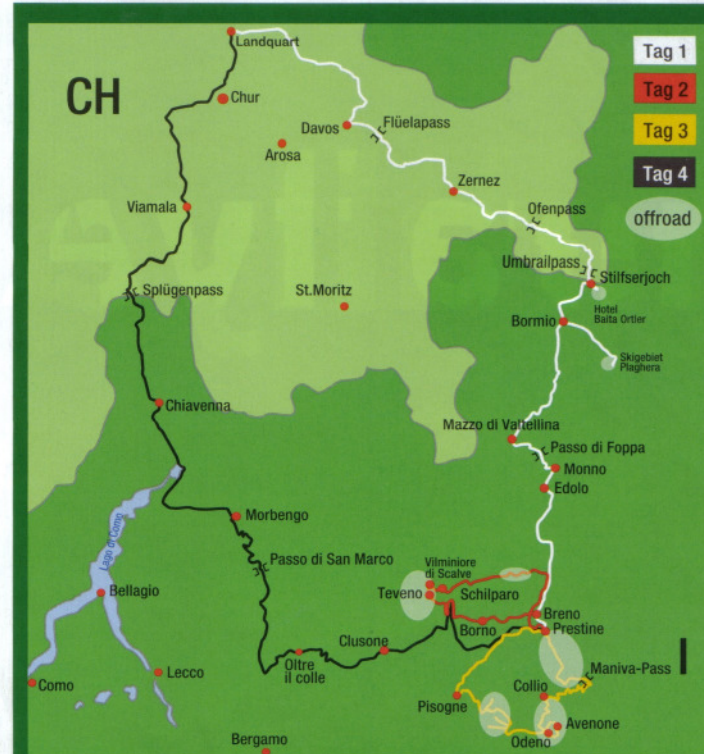 Landquart
CH
Chur
Arosa
Davos
Flüelapass
Zernez
Ofenpass
Umbrailpass
Stilfserjoch
Hotel
Baita Ortler
Viamala
Splügenpass
St.Moritz
Bormio
Skigebiet
Plaghera
Chiavenna
Mazzo di Valtellina
Passo di Foppa
Monno
Edolo
Morbengo
Lago di Como
Passo di San Marco
Bellagio
Vilminiore
di Scalve
Teveno
Schilparo
Borno
Breno
Prestine
Clusone
Oltre
il colle
Lecco
Como
Bergamo
Pisogne
Collio
Maniva-Pass
Avenone
Odeno
I
Tag 1
Tag 2
Tag 3
Tag 4
offroad